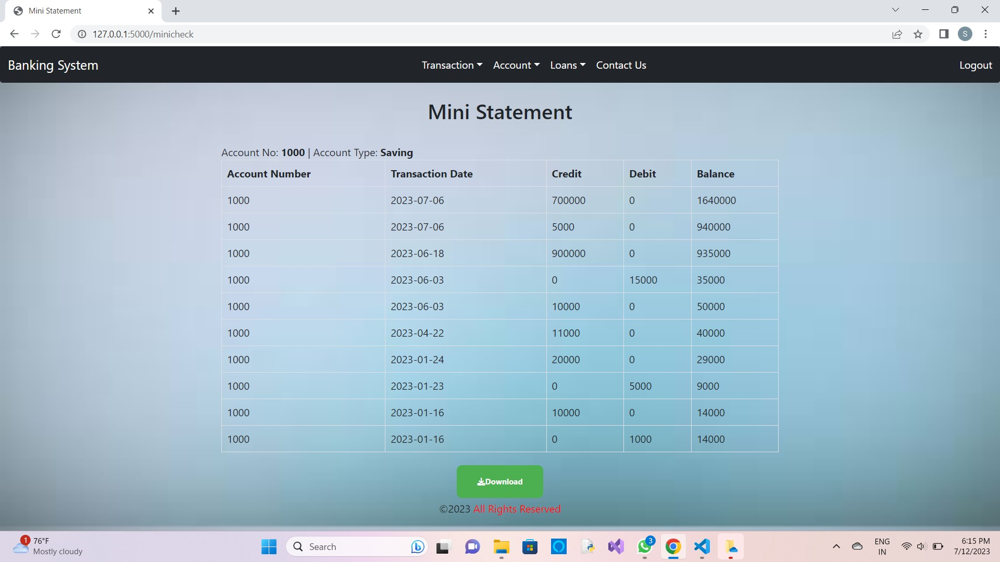 Mini Statement
127.0.0.1:5000/minicheck
S
Banking System Transaction Account Loans Contact Us Logout
Mini Statement
Account No: 1000 | Account Type: Saving
Account Number Transaction Date Credit Debit Balance
1000 2023-07-06 700000 0 1640000
1000 2023-07-06 5000 0 940000
1000 2023-06-18 900000 0 935000
1000 2023-06-03 0 15000 35000
1000 2023-06-03 10000 0 50000
1000 2023-04-22 11000 0 40000
1000 2023-01-24 20000 0 29000
1000 2023-01-23 0 5000 9000
1000 2023-01-16 10000 0 14000
1000 2023-01-16 0 1000 14000
Download
©2023 All Rights Reserved
1
76°F
Mostly cloudy
Search
3
ENG
IN
6:15 PM
7/12/2023